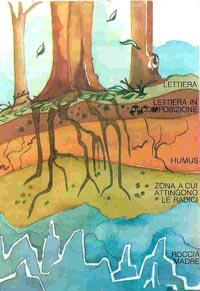 LETTIERA
LETTIERA IN
DECOMPOSIZIONE
HUMUS
ZONA A CUI
ATTINGONO
LE RADICI
ROCCIA
MADRE